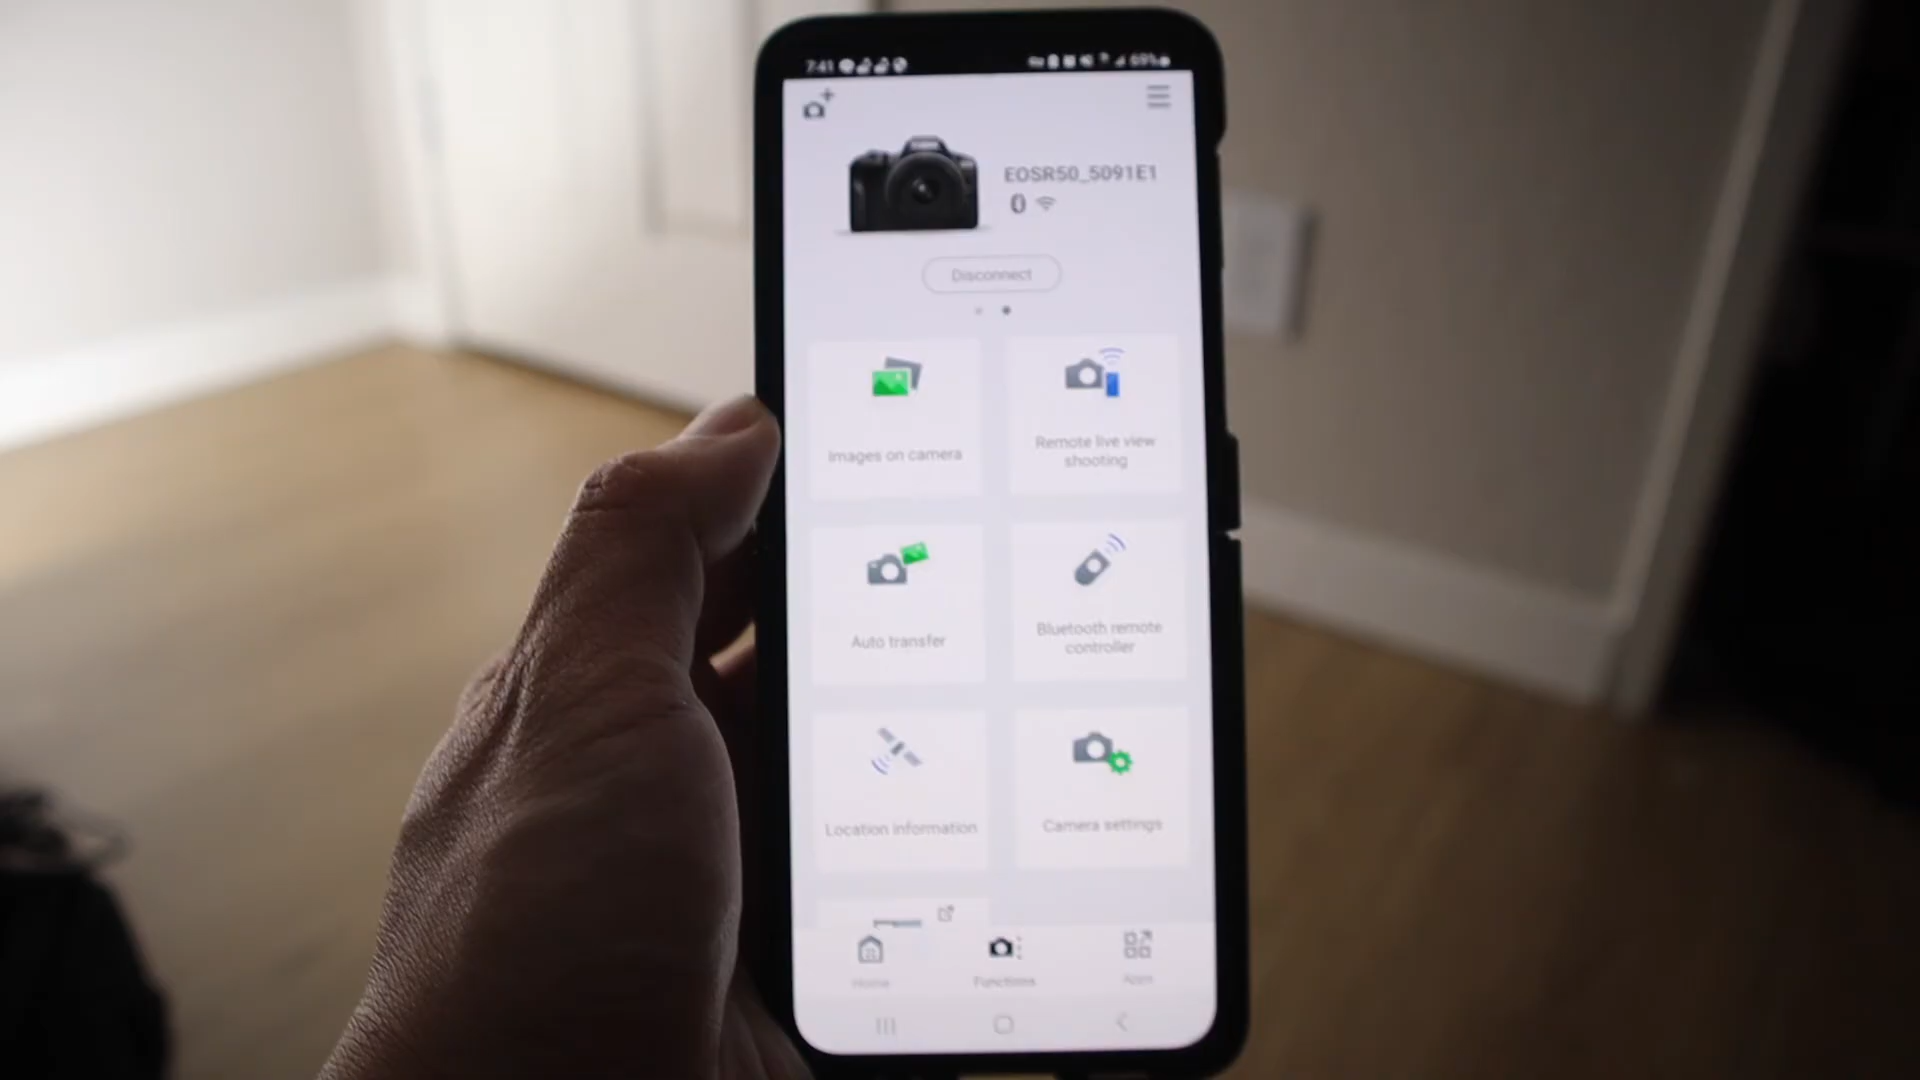 7:41
69%
EOSR50_5091E1
0
Disconnect
Images on camera
Remote live view
shooting
Auto transfer
Bluetooth remote
controller
Location information
Camera settings
Home
Functions
Apps